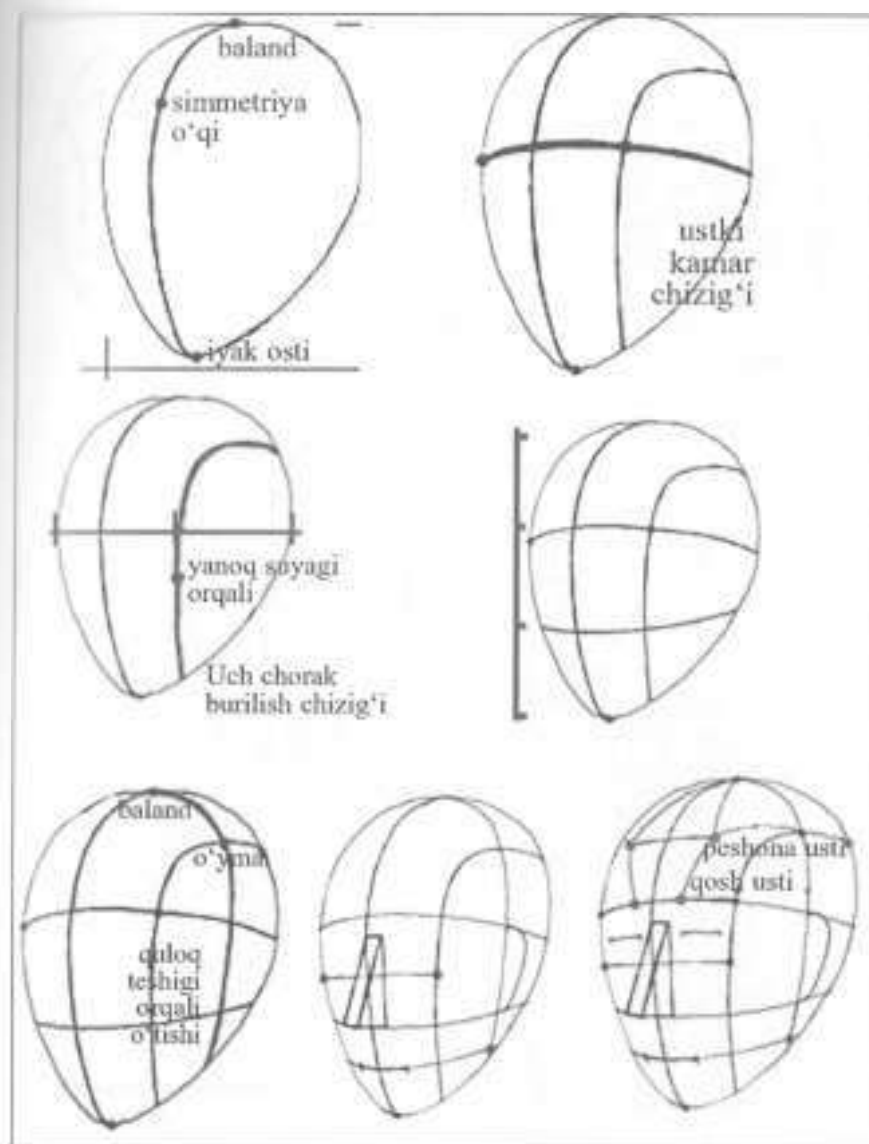 baland
simmetriya
o‘qi
iyak osti
ustki
kamar
chizig‘i
yanoq suyagi
orqali
Uch chorak
burilish chizig‘i
baland
o‘yma
quloq
teshigi
orqali
o‘tishi
peshona usti
qosh usti